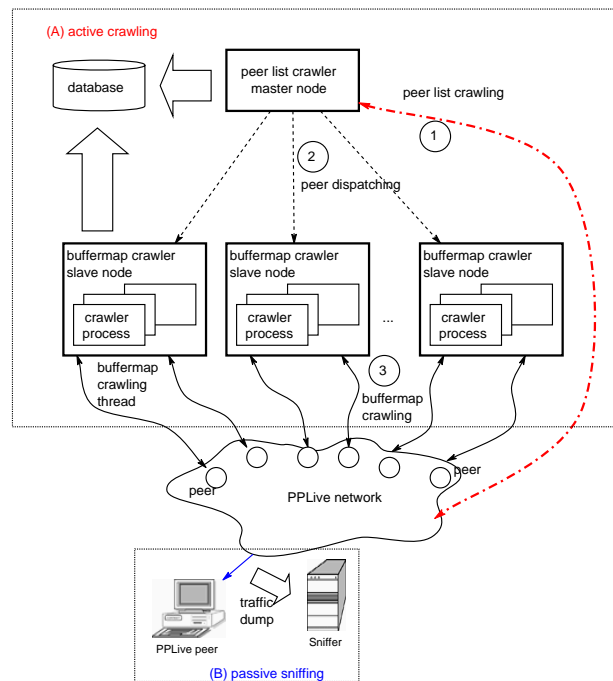 (A) active crawling
database
peer list crawler
master node
peer list crawling
1
2
peer dispatching
buffermap crawler
slave node
crawler
process
buffermap crawler
slave node
crawler
process
...
buffermap crawler
slave node
crawler
process
buffermap
crawling
thread
3
buffermap
crawling
peer
peer
PPLive network
traffic
dump
PPLive peer
Sniffer
(B) passive sniffing